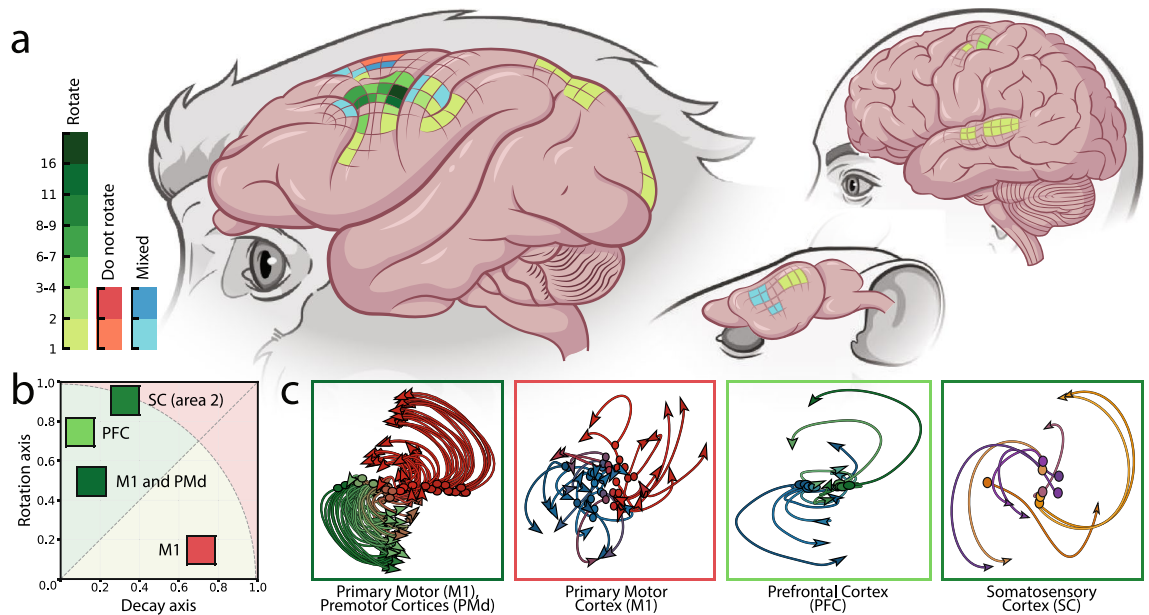 a
Rotate
Do not rotate
Mixed
16
11
8-9
6-7
3-4
2
1
b
Rotation axis
1.0
0.8
0.6
0.4
0.2
0.0
SC (area 2)
PFC
M1 and PMd
M1
0.2
0.4
0.6
0.8
1.0
Decay axis
c
Primary Motor (M1),
Premotor Cortices (PMd)
Primary Motor
Cortex (M1)
Prefrontal Cortex
(PFC)
Somatosensory
Cortex (SC)